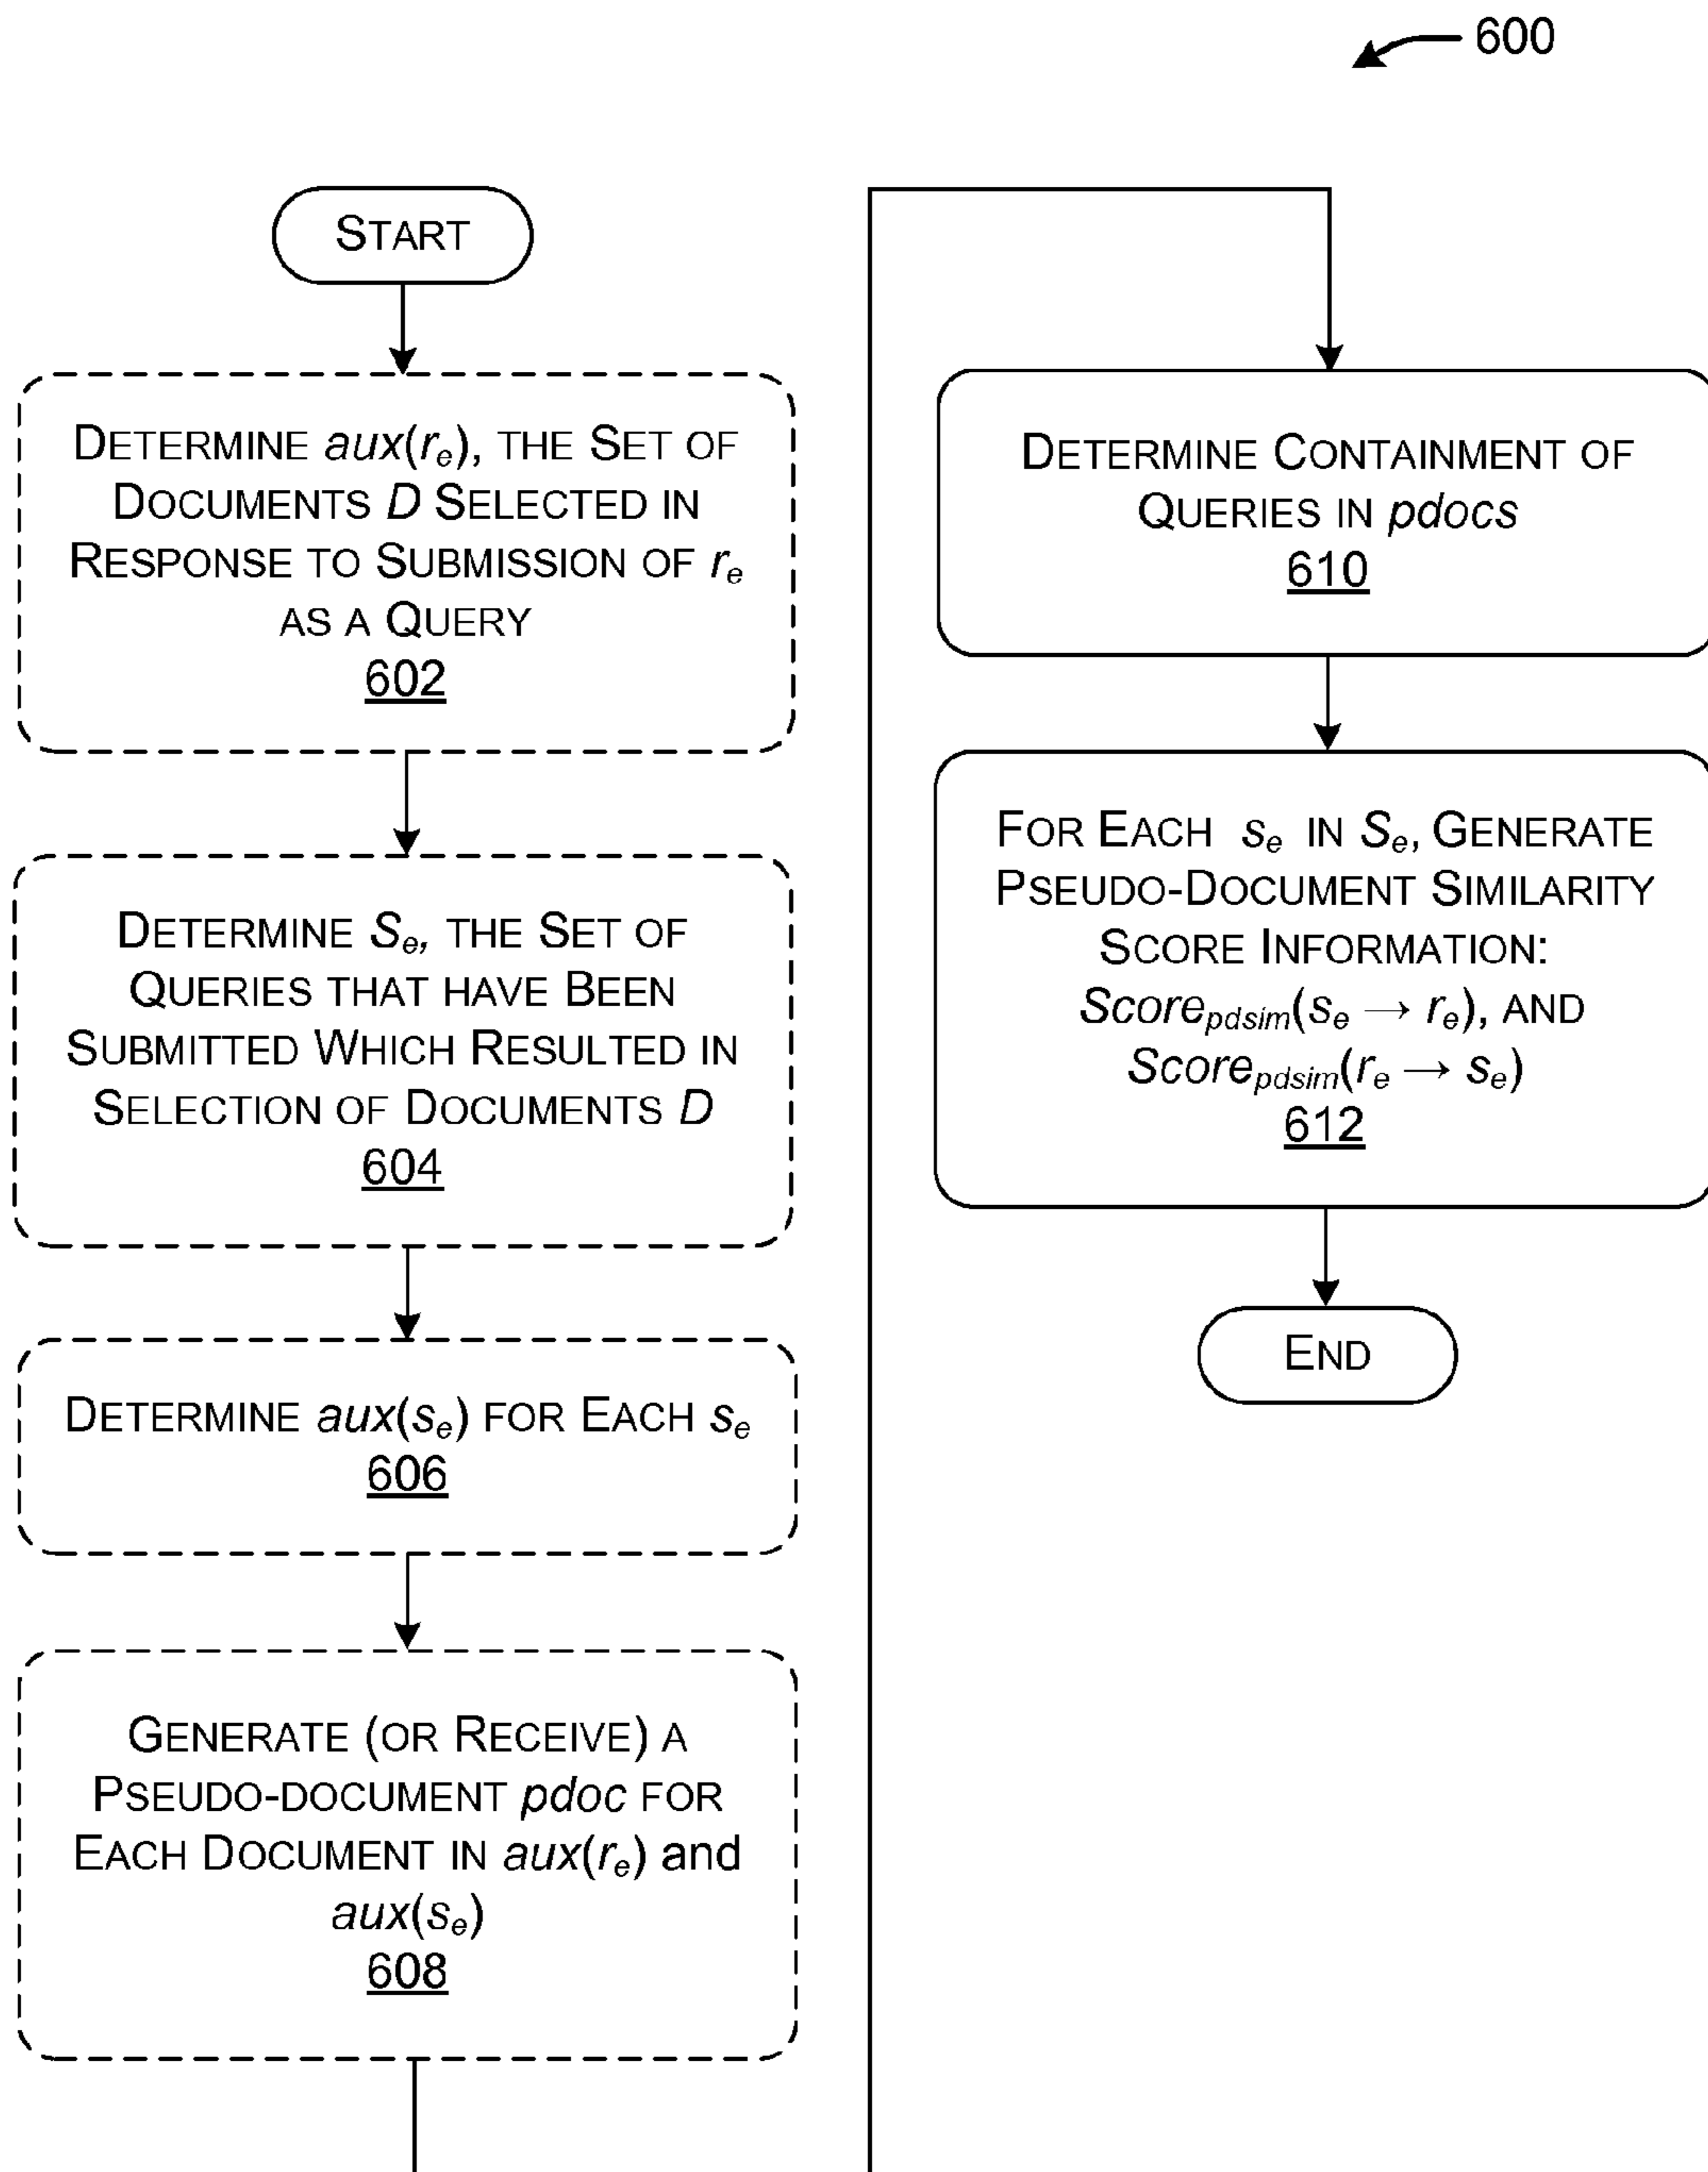 600
START
DETERMINE aux(rₑ), THE SET OF
DOCUMENTS D SELECTED IN
RESPONSE TO SUBMISSION OF rₑ
AS A QUERY
602
DETERMINE Sₑ, THE SET OF
QUERIES THAT HAVE BEEN
SUBMITTED WHICH RESULTED IN
SELECTION OF DOCUMENTS D
604
DETERMINE aux(sₑ) FOR EACH sₑ
606
GENERATE (OR RECEIVE) A
PSEUDO-DOCUMENT pdoc FOR
EACH DOCUMENT IN aux(rₑ) and
aux(sₑ)
608
DETERMINE CONTAINMENT OF
QUERIES IN pdocs
610
FOR EACH sₑ IN Sₑ, GENERATE
PSEUDO-DOCUMENT SIMILARITY
SCORE INFORMATION:
Score_pdsim(sₑ → rₑ), AND
Score_pdsim(rₑ → sₑ)
612
END